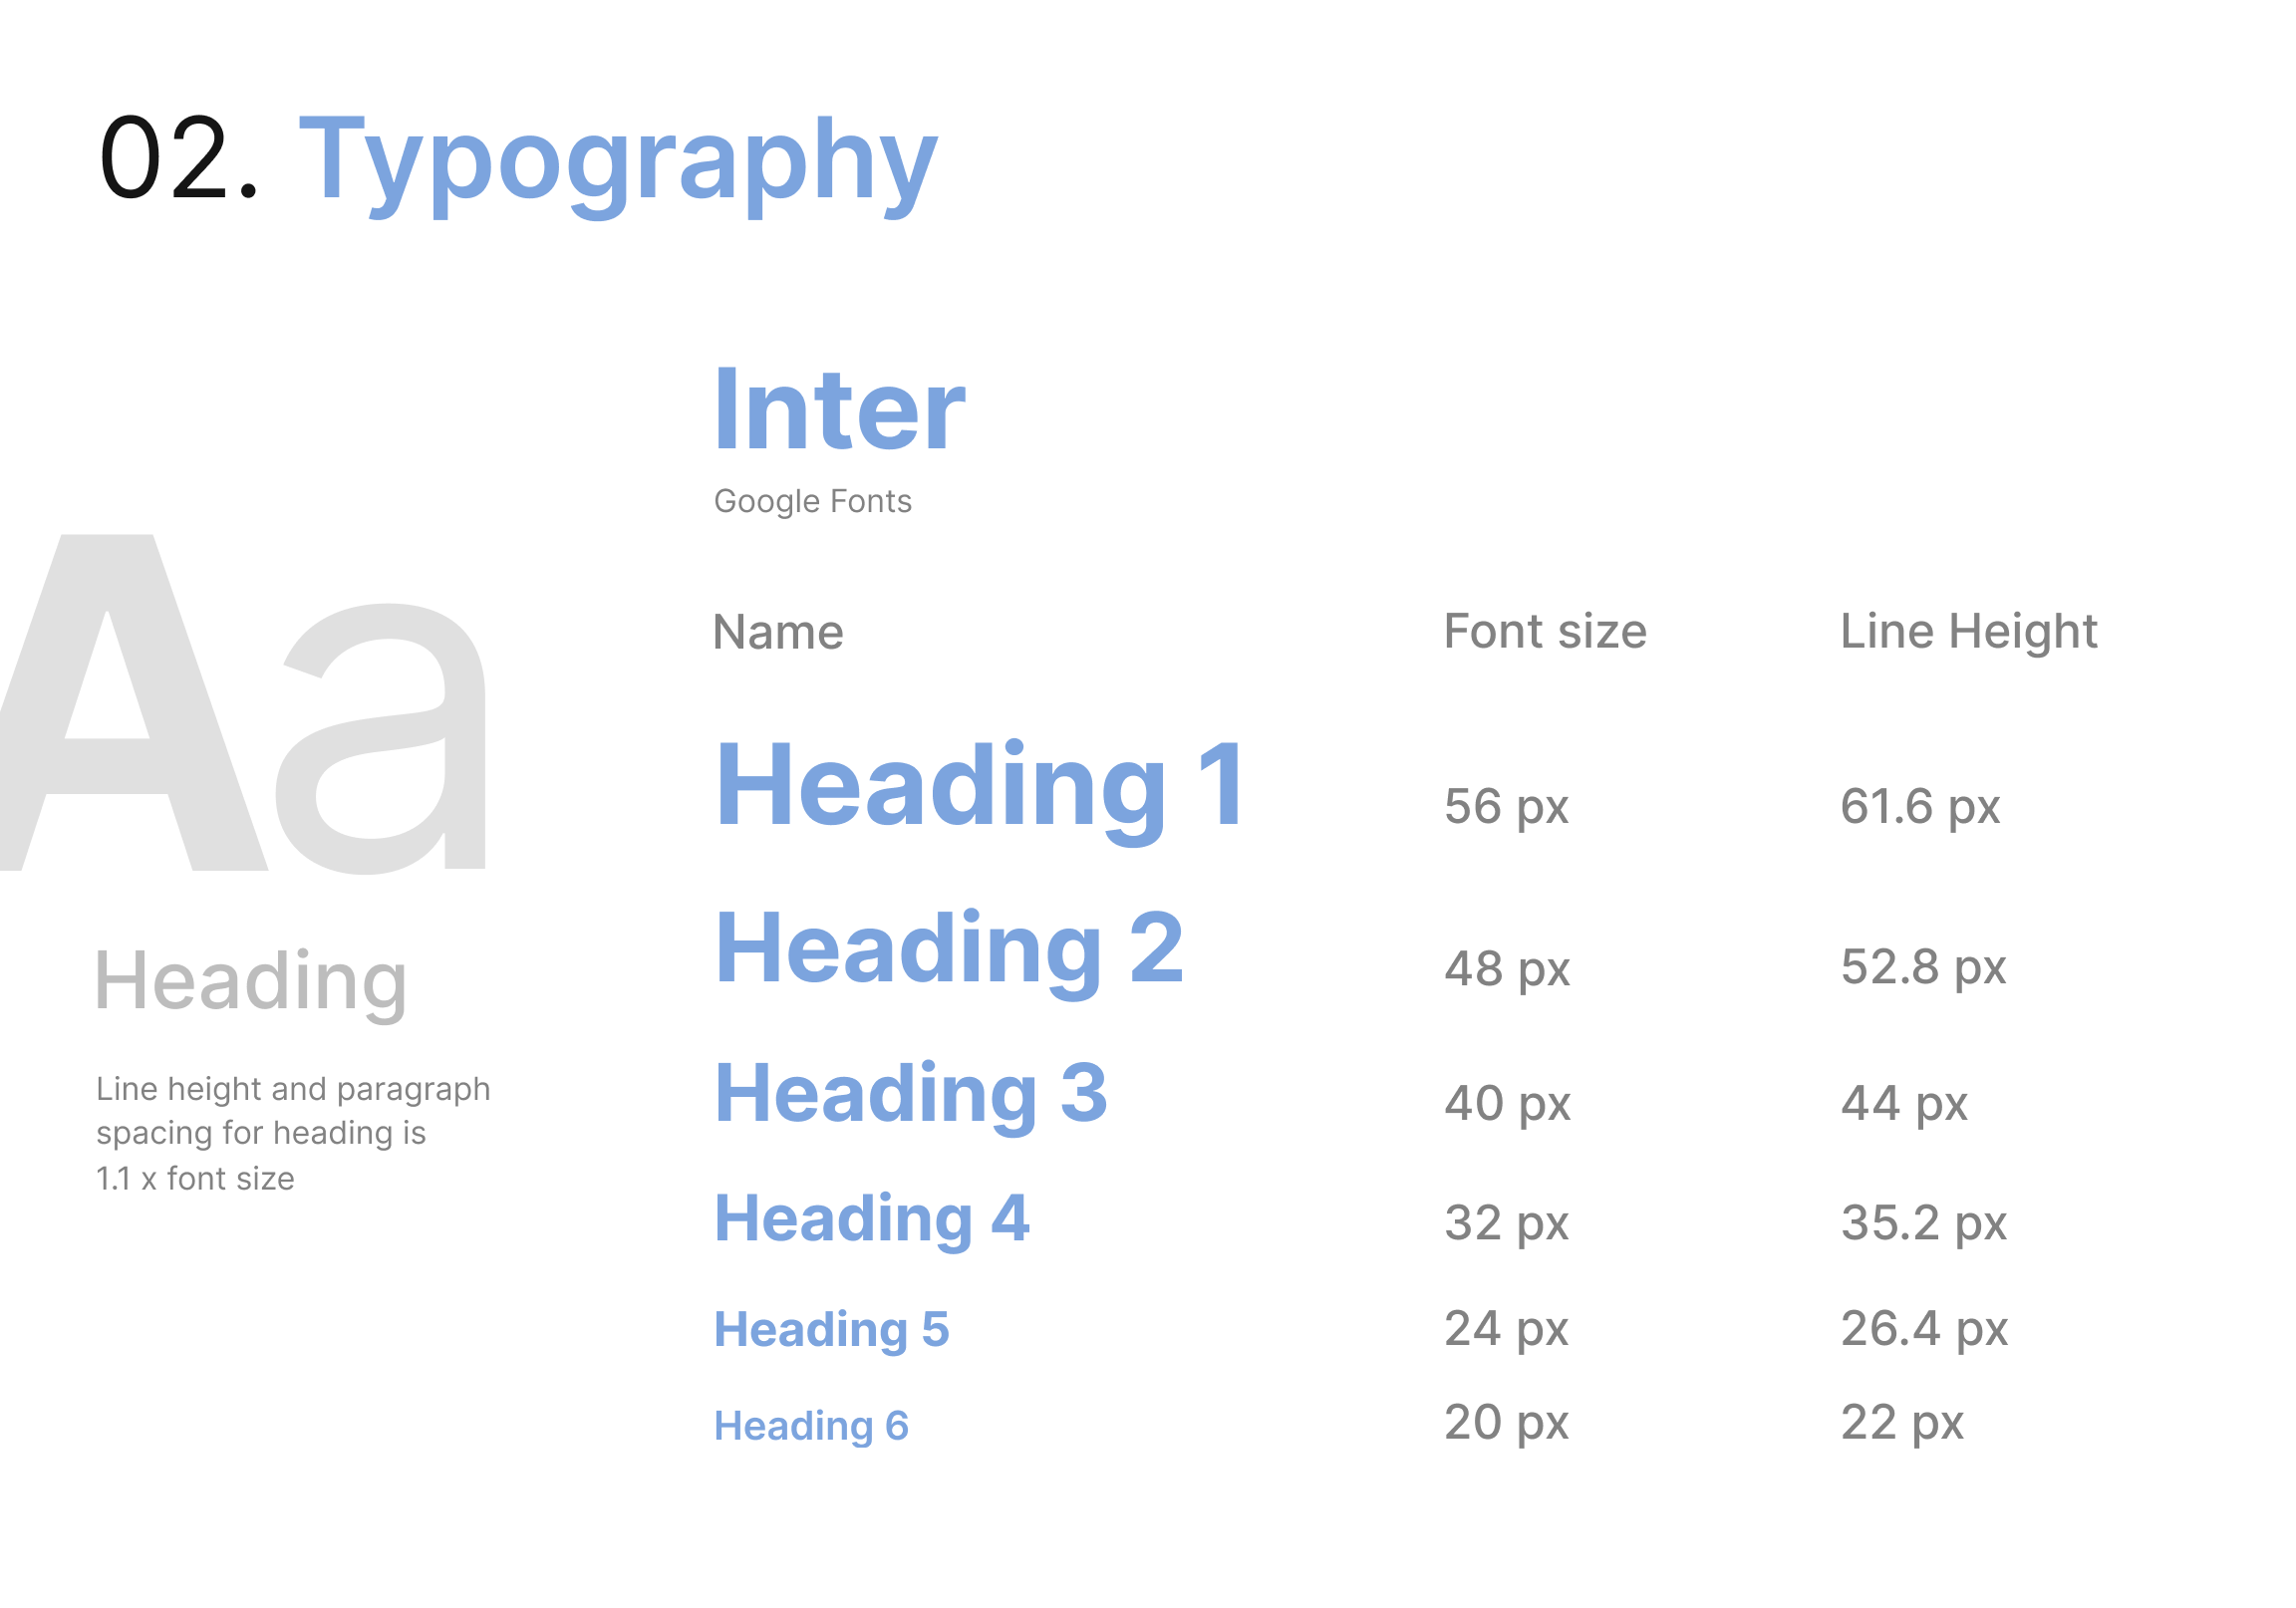 02. Typography
Inter
Google Fonts
Aa
Heading
Line height and paragraph
spacing for heading is
1.1 x font size
Name Font size Line Height
Heading 1 56 px 61.6 px
Heading 2 48 px 52.8 px
Heading 3 40 px 44 px
Heading 4 32 px 35.2 px
Heading 5 24 px 26.4 px
Heading 6 20 px 22 px